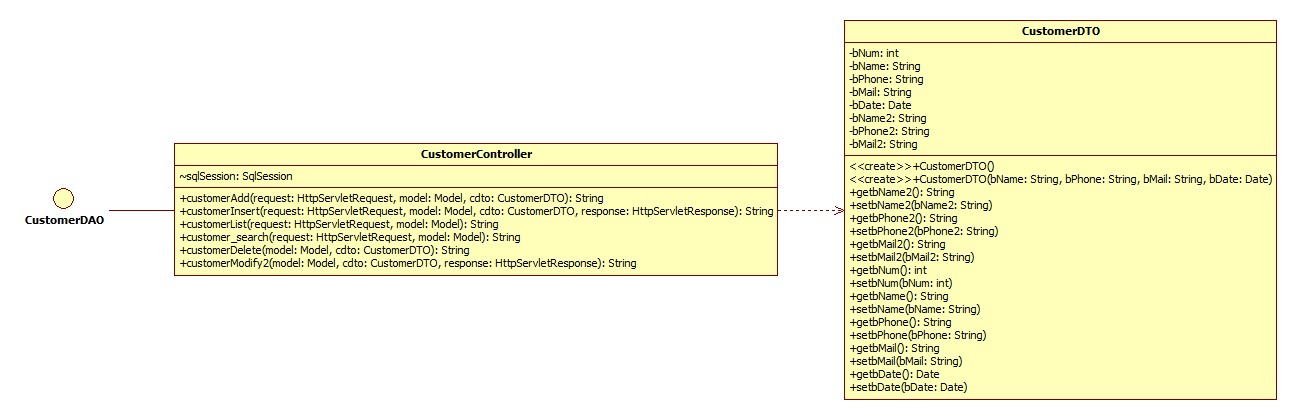 CustomerDAO
CustomerController
~sqlSession: SqlSession
+customerAdd(request: HttpServletRequest, model: Model, cdto: CustomerDTO): String
+customerInsert(request: HttpServletRequest, model: Model, cdto: CustomerDTO, response: HttpServletResponse): String
+customerList(request: HttpServletRequest, model: Model): String
+customer_search(request: HttpServletRequest, model: Model): String
+customerDelete(model: Model, cdto: CustomerDTO): String
+customerModify2(model: Model, cdto: CustomerDTO, response: HttpServletResponse): String
CustomerDTO
-bNum: int
-bName: String
-bPhone: String
-bMail: String
-bDate: Date
-bName2: String
-bPhone2: String
-bMail2: String
<<create>>+CustomerDTO()
<<create>>+CustomerDTO(bName: String, bPhone: String, bMail: String, bDate: Date)
+getbName2(): String
+setbName2(bName2: String)
+getbPhone2(): String
+setbPhone2(bPhone2: String)
+getbMail2(): String
+setbMail2(bMail2: String)
+getbNum(): int
+setbNum(bNum: int)
+getbName(): String
+setbName(bName: String)
+getbPhone(): String
+setbPhone(bPhone: String)
+getbMail(): String
+setbMail(bMail: String)
+getbDate(): Date
+setbDate(bDate: Date)